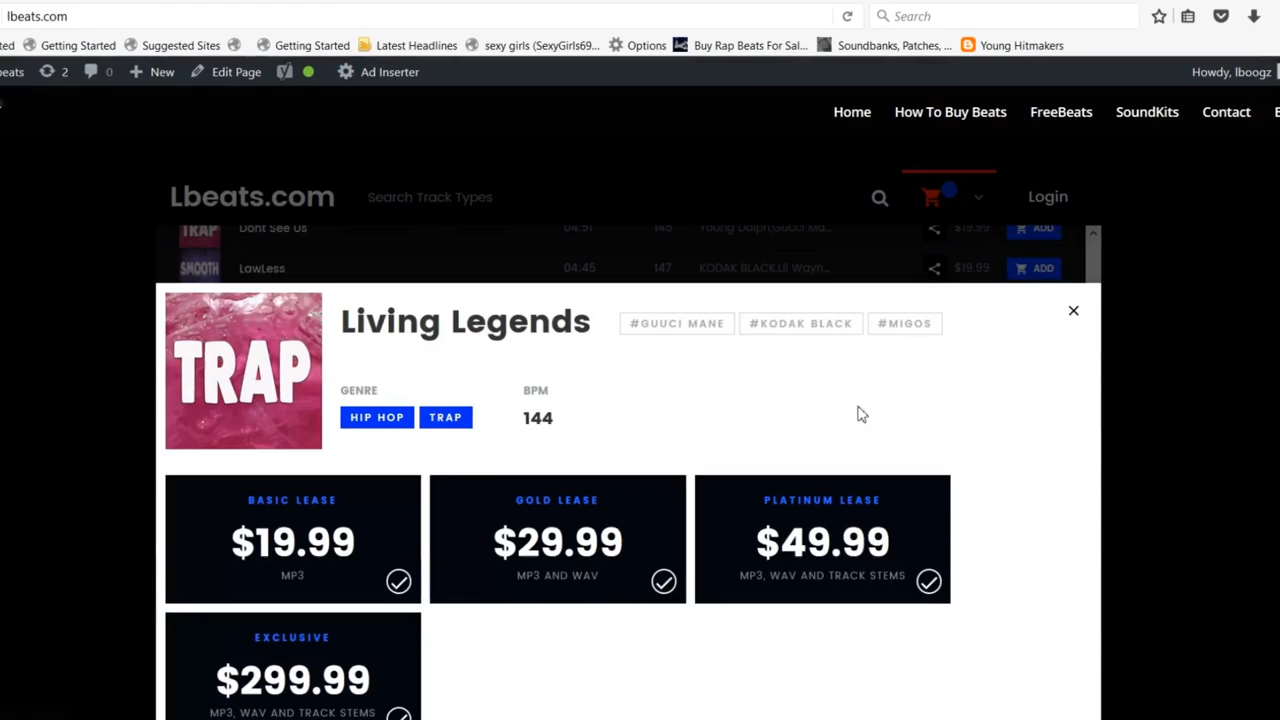 lbeats.com
Search
ted Getting Started Suggested Sites Getting Started Latest Headlines sexy girls (SexyGirls69... Options Buy Rap Beats For Sal... Soundbanks, Patches, ... Young Hitmakers
eats 2 0 New Edit Page Ad Inserter Howdy, lboogz
Home How To Buy Beats FreeBeats SoundKits Contact
Lbeats.com Search Track Types Login
TRAP Dont See Us 04:51 145 Young Dolph,Gucci Ma... $19.99 ADD
SMOOTH LawLess 04:45 147 KODAK BLACK,Lil Wayn... $19.99 ADD
TRAP
Living Legends #GUUCI MANE #KODAK BLACK #MIGOS
GENRE BPM
HIP HOP TRAP 144
BASIC LEASE
$19.99
MP3
GOLD LEASE
$29.99
MP3 AND WAV
PLATINUM LEASE
$49.99
MP3, WAV AND TRACK STEMS
EXCLUSIVE
$299.99
MP3, WAV AND TRACK STEMS